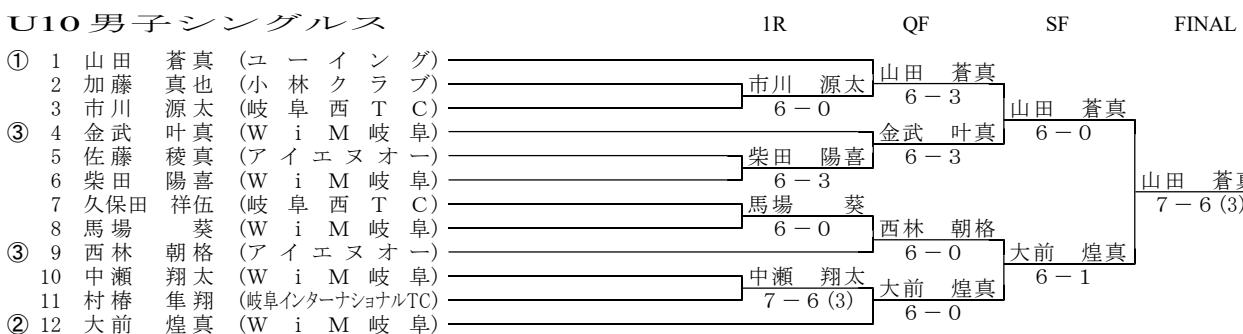 U10 男子シングルス 1R QF SF FINAL
① 1 山田 蒼真 (ユーイング)
2 加藤 真也 (小林クラブ)
3 市川 源太 (岐阜西TC)
③ 4 金武 叶真 (WiM岐阜)
5 佐藤 稜真 (アイエヌオー)
6 柴田 陽喜 (WiM岐阜)
7 久保田 祥伍 (岐阜西TC)
8 馬場 葵 (WiM岐阜)
③ 9 西林 朝格 (アイエヌオー)
10 中瀬 翔太 (WiM岐阜)
11 村椿 隼翔 (岐阜インターナショナルTC)
② 12 大前 煌真 (WiM岐阜)
市川 源太
6-0
柴田 陽喜
6-3
馬場 葵
6-0
中瀬 翔太
7-6(3)
山田 蒼真
6-3
金武 叶真
6-3
西林 朝格
6-0
大前 煌真
6-0
山田 蒼真
6-0
大前 煌真
6-1
山田 蒼真
7-6(3)